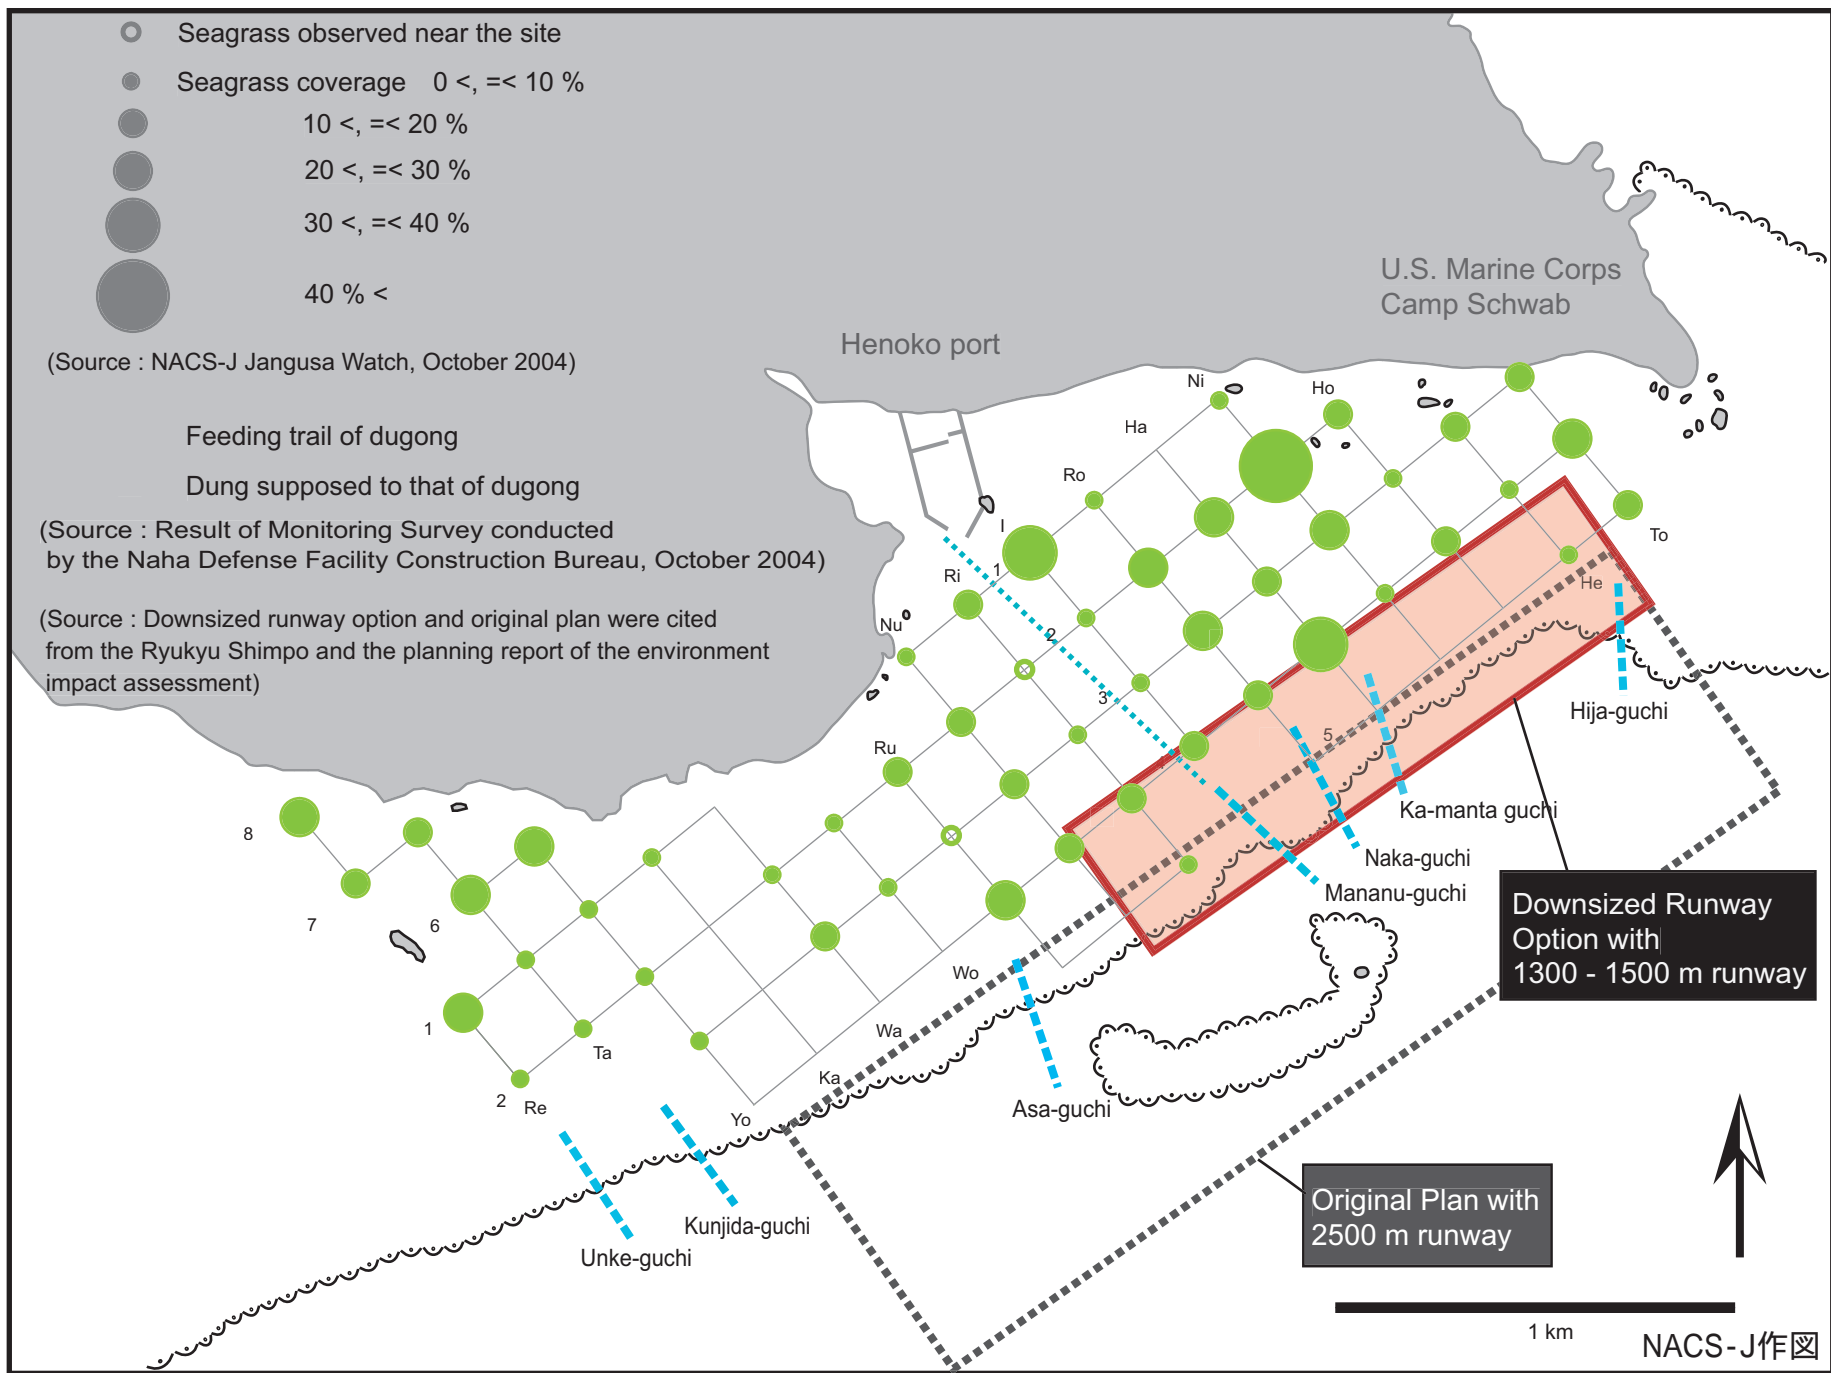 Seagrass observed near the site
Seagrass coverage 0 <, =< 10 %
10 <, =< 20 %
20 <, =< 30 %
30 <, =< 40 %
40 % <
(Source : NACS-J Jangusa Watch, October 2004)
Feeding trail of dugong
Dung supposed to that of dugong
(Source : Result of Monitoring Survey conducted
by the Naha Defense Facility Construction Bureau, October 2004)
(Source : Downsized runway option and original plan were cited
from the Ryukyu Shimpo and the planning report of the environment
impact assessment)
U.S. Marine Corps
Camp Schwab
Henoko port
Ni
Ho
Ha
Ro
I
1
Ri
To
He
Nu
2
3
Hija-guchi
5
Ru
Ka-manta guchi
8
Naka-guchi
Mananu-guchi
7
6
Downsized Runway
Option with
1300 - 1500 m runway
Wo
1
Wa
Ta
Ka
2
Re
Yo
Asa-guchi
Kunjida-guchi
Unke-guchi
Original Plan with
2500 m runway
1 km
NACS-J作図